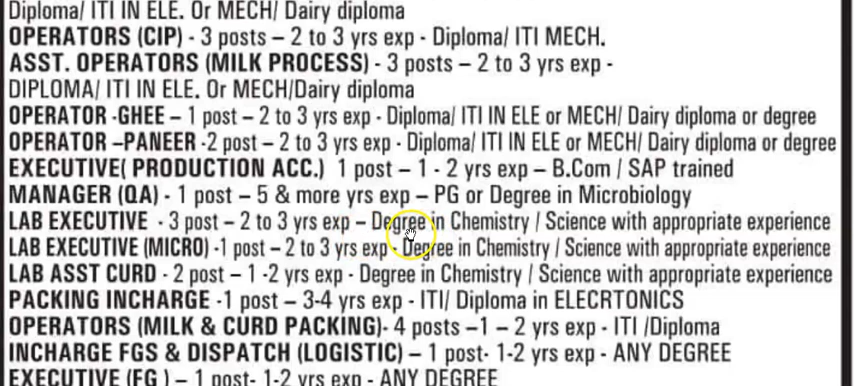 Diploma/ ITI IN ELE. Or MECH/ Dairy diploma
OPERATORS (CIP) - 3 posts – 2 to 3 yrs exp - Diploma/ ITI MECH.
ASST. OPERATORS (MILK PROCESS) - 3 posts – 2 to 3 yrs exp -
DIPLOMA/ ITI IN ELE. Or MECH/Dairy diploma
OPERATOR -GHEE – 1 post – 2 to 3 yrs exp - Diploma/ ITI IN ELE or MECH/ Dairy diploma or degree
OPERATOR –PANEER -2 post – 2 to 3 yrs exp - Diploma/ ITI IN ELE or MECH/ Dairy diploma or degree
EXECUTIVE( PRODUCTION ACC.) 1 post – 1 - 2 yrs exp – B.Com / SAP trained
MANAGER (QA) - 1 post – 5 & more yrs exp – PG or Degree in Microbiology
LAB EXECUTIVE - 3 post – 2 to 3 yrs exp – Degree in Chemistry / Science with appropriate experience
LAB EXECUTIVE (MICRO) -1 post – 2 to 3 yrs exp - Degree in Chemistry / Science with appropriate experience
LAB ASST CURD - 2 post – 1 -2 yrs exp - Degree in Chemistry / Science with appropriate experience
PACKING INCHARGE -1 post – 3-4 yrs exp - ITI/ Diploma in ELECRTONICS
OPERATORS (MILK & CURD PACKING)- 4 posts –1 – 2 yrs exp - ITI /Diploma
INCHARGE FGS & DISPATCH (LOGISTIC) – 1 post- 1-2 yrs exp - ANY DEGREE
EXECUTIVE (FG ) – 1 post- 1-2 yrs exp - ANY DEGREE